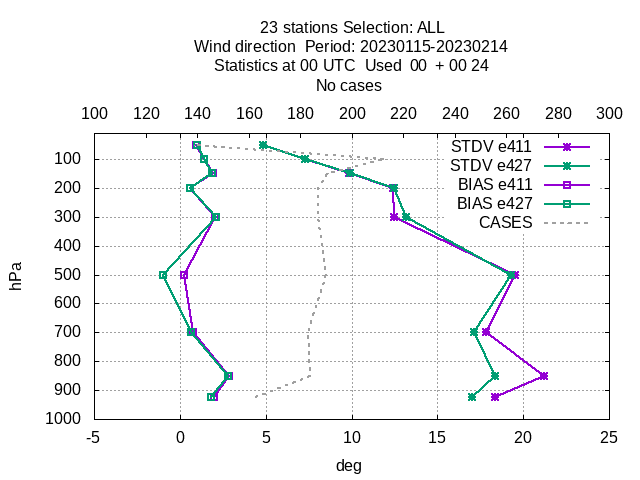 23 stations Selection: ALL
Wind direction  Period: 20230115-20230214
Statistics at 00 UTC  Used  00  + 00 24
No cases
100 120 140 160 180 200 220 240 260 280 300
STDV e411
STDV e427
BIAS e411
BIAS e427
CASES
100
200
300
400
500
600
700
800
900
1000
hPa
-5 0 5 10 15 20 25
deg